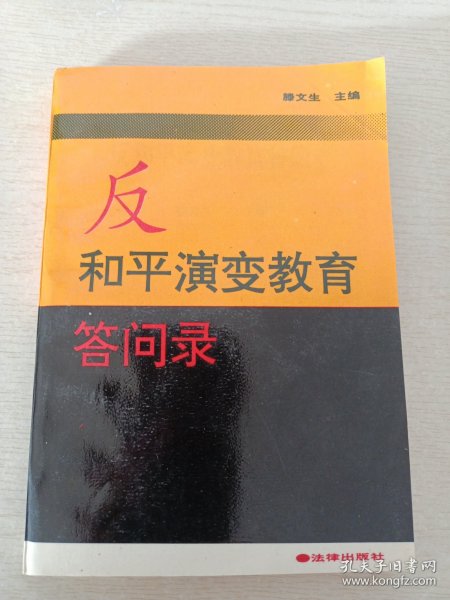 滕文生 主编
反
和平演变教育
答问录
法律出版社
孔夫子旧书网
www.kongfz.com